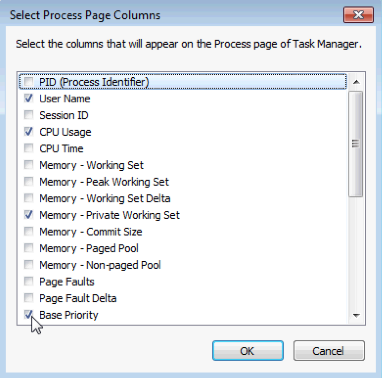 Select Process Page Columns
Select the columns that will appear on the Process page of Task Manager.
PID (Process Identifier)
User Name
Session ID
CPU Usage
CPU Time
Memory - Working Set
Memory - Peak Working Set
Memory - Working Set Delta
Memory - Private Working Set
Memory - Commit Size
Memory - Paged Pool
Memory - Non-paged Pool
Page Faults
Page Fault Delta
Base Priority
OK
Cancel